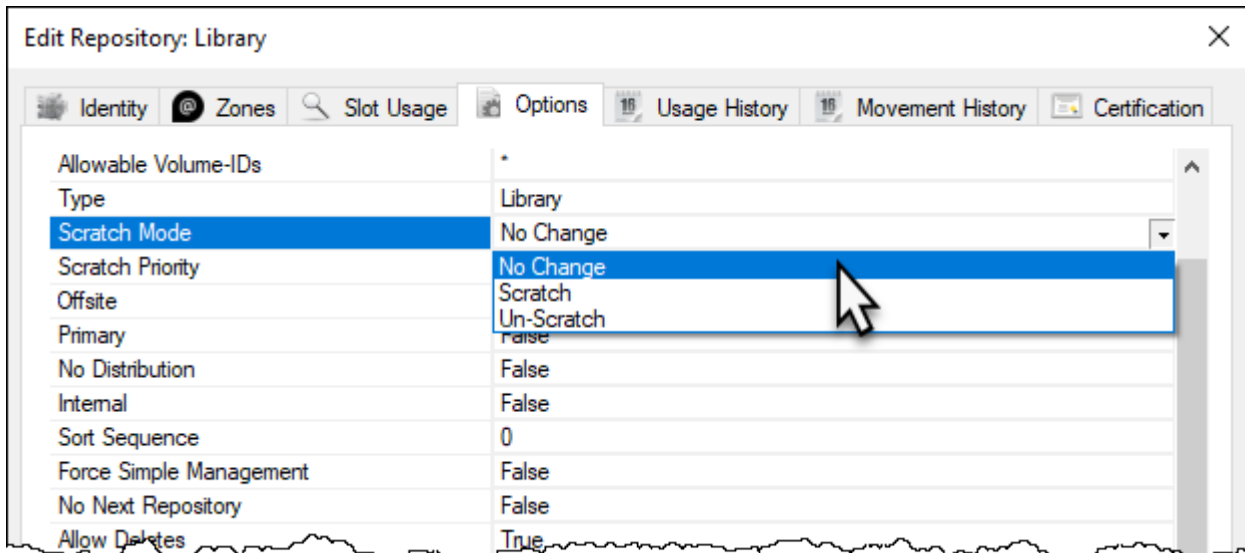 Edit Repository: Library
Identity Zones Slot Usage Options Usage History Movement History Certification
Allowable Volume-IDs *
Type Library
Scratch Mode No Change
Scratch Priority No Change
Scratch
Offsite
Un-Scratch
Primary False
No Distribution False
Internal False
Sort Sequence 0
Force Simple Management False
No Next Repository False
Allow Deletes True